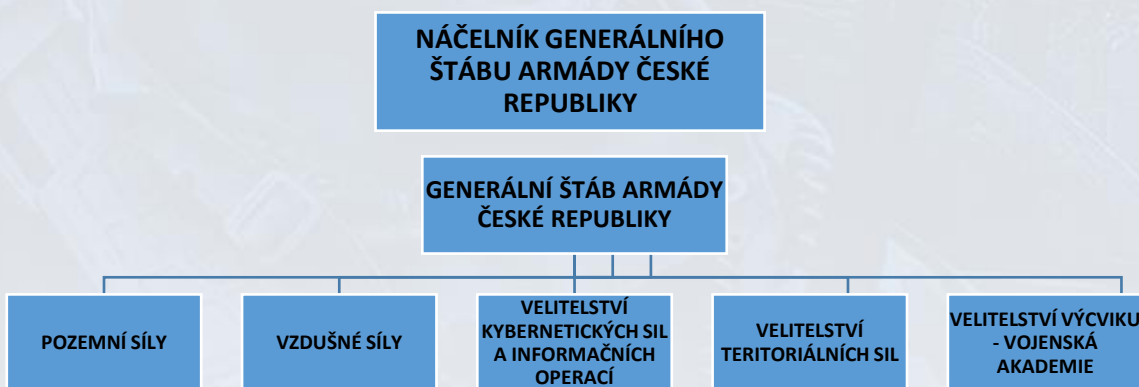 NÁČELNÍK GENERÁLNÍHO
ŠTÁBU ARMÁDY ČESKÉ
REPUBLIKY
GENERÁLNÍ ŠTÁB ARMÁDY
ČESKÉ REPUBLIKY
POZEMNÍ SÍLY
VZDUŠNÉ SÍLY
VELITELSTVÍ
KYBERNETICKÝCH SIL
A INFORMAČNÍCH
OPERACÍ
VELITELSTVÍ
TERITORIÁLNÍCH SIL
VELITELSTVÍ VÝCVIKU
- VOJENSKÁ
AKADEMIE